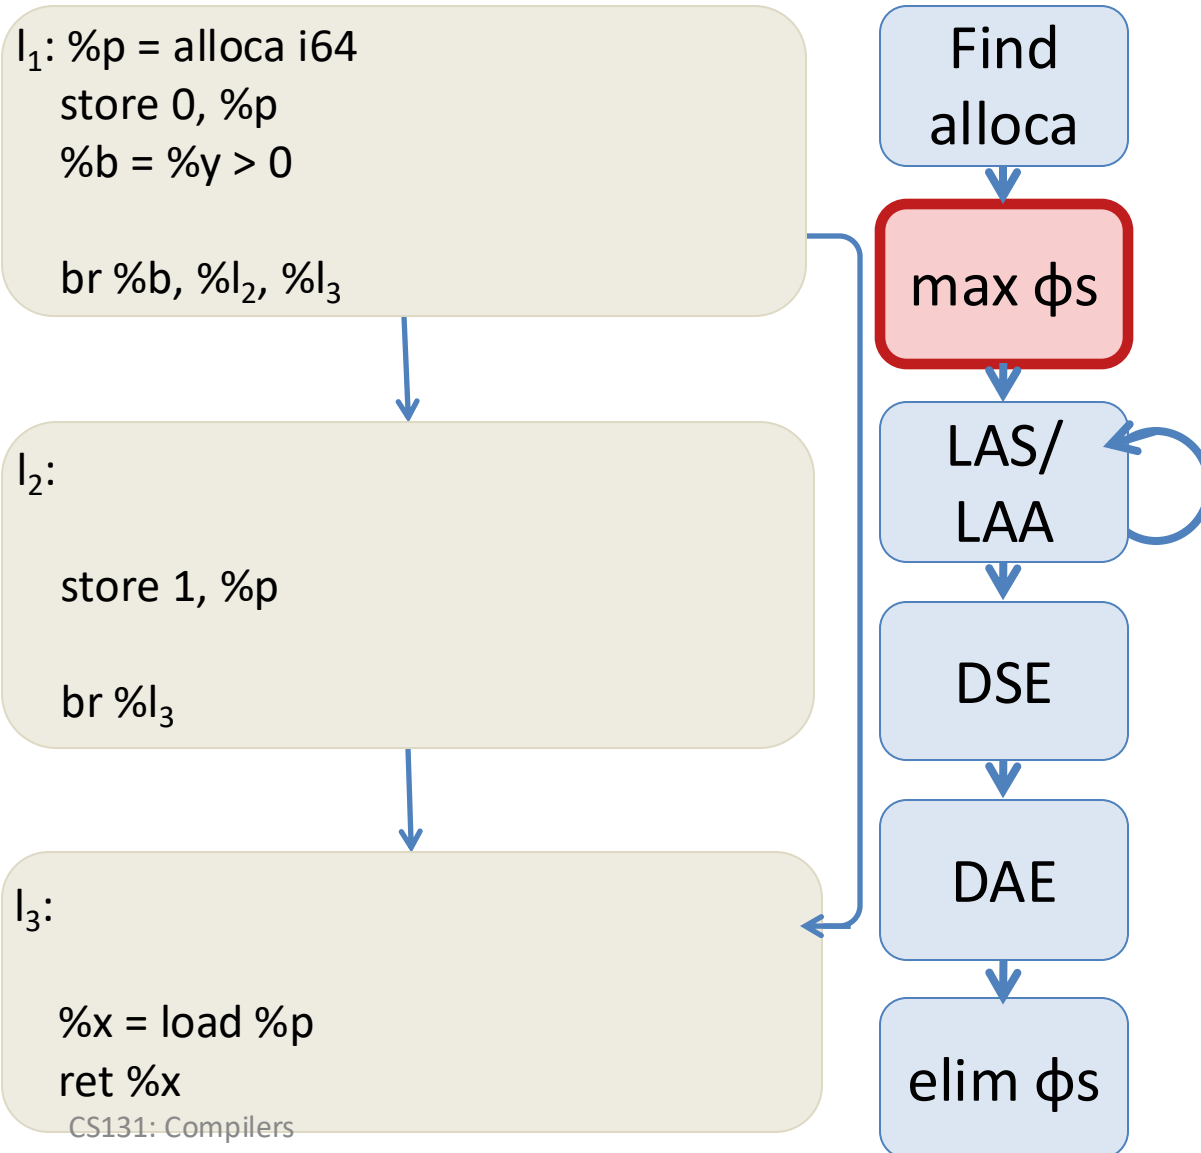 l₁: %p = alloca i64
store 0, %p
%b = %y > 0
br %b, %l₂, %l₃
l₂:
store 1, %p
br %l₃
l₃:
%x = load %p
ret %x
CS131: Compilers
Find
alloca
max ϕs
LAS/
LAA
DSE
DAE
elim ϕs